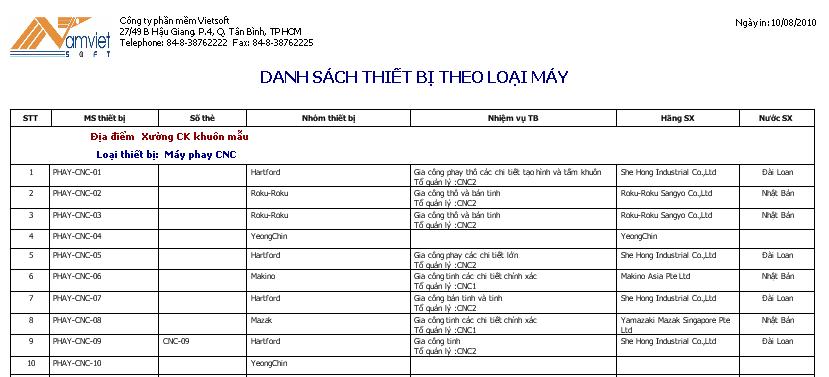 Namviet
SOFT
Công ty phần mềm Vietsoft
27/49 B Hậu Giang, P.4, Q. Tân Bình, TP HCM
Telephone: 84-8-38762222 Fax: 84-8-38762225
Ngày in: 10/08/2010
DANH SÁCH THIẾT BỊ THEO LOẠI MÁY
STT MS thiết bị Số thẻ Nhóm thiết bị Nhiệm vụ TB Hãng SX Nước SX
Địa điểm Xưởng CK khuôn mẫu
Loại thiết bị: Máy phay CNC
1 PHAY-CNC-01 Hartford Gia công phay thô các chi tiết tạo hình và tấm khuôn She Hong Industrial Co.,Ltd Đài Loan
Tổ quản lý :CNC2
2 PHAY-CNC-02 Roku-Roku Gia công thô và bán tinh Roku-Roku Sangyo Co.,Ltd Nhật Bản
Tổ quản lý :CNC2
3 PHAY-CNC-03 Roku-Roku Gia công thô và bán tinh Roku-Roku Sangyo Co.,Ltd Nhật Bản
Tổ quản lý :CNC2
4 PHAY-CNC-04 YeongChin YeongChin
5 PHAY-CNC-05 Hartford Gia công phay các chi tiết lớn She Hong Industrial Co.,Ltd Đài Loan
Tổ quản lý :CNC2
6 PHAY-CNC-06 Makino Gia công tinh các chi tiết chính xác Makino Asia Pte Ltd Nhật Bản
Tổ quản lý :CNC1
7 PHAY-CNC-07 Hartford Gia công bán tinh và tinh She Hong Industrial Co.,Ltd Đài Loan
Tổ quản lý :CNC2
8 PHAY-CNC-08 Mazak Gia công tinh các chi tiết chính xác Yamazaki Mazak Singapore Pte Nhật Bản
Tổ quản lý :CNC1 Ltd
9 PHAY-CNC-09 CNC-09 Hartford Gia công tinh She Hong Industrial Co.,Ltd Đài Loan
Tổ quản lý :CNC2
10 PHAY-CNC-10 YeongChin